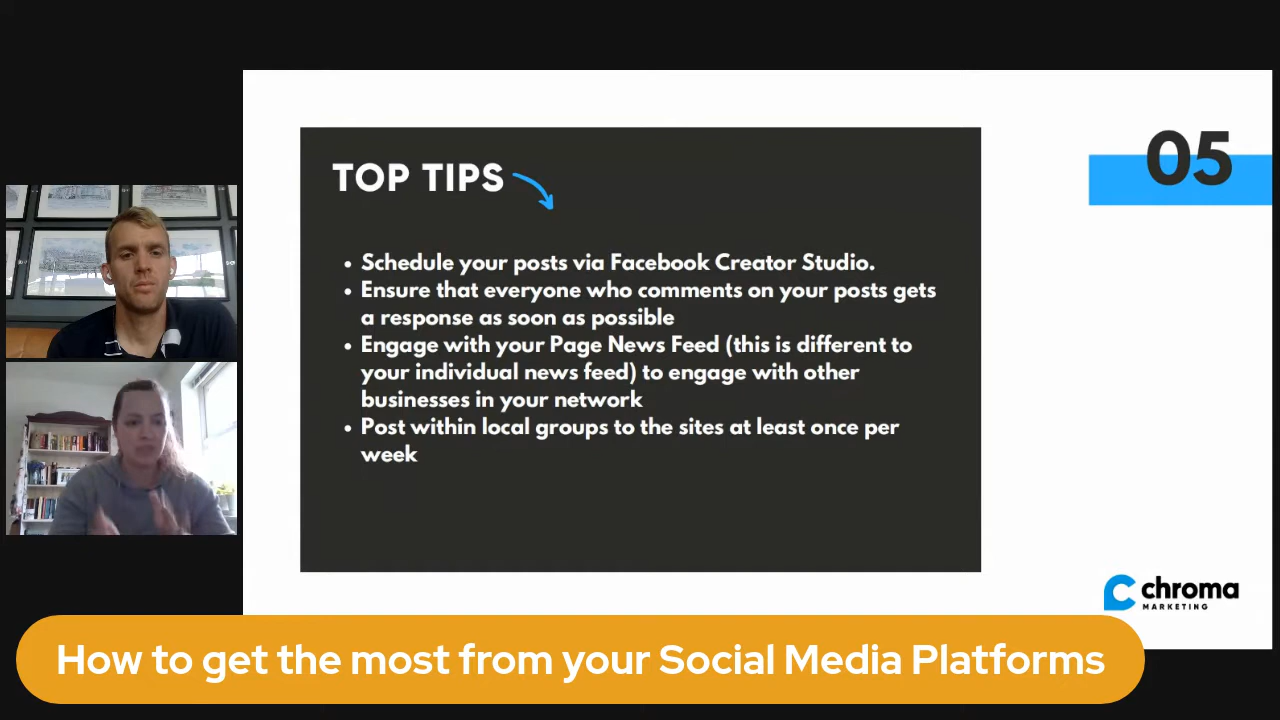 05
TOP TIPS
• Schedule your posts via Facebook Creator Studio.
• Ensure that everyone who comments on your posts gets
a response as soon as possible
• Engage with your Page News Feed (this is different to
your individual news feed) to engage with other
businesses in your network
• Post within local groups to the sites at least once per
week
chroma
MARKETING
How to get the most from your Social Media Platforms